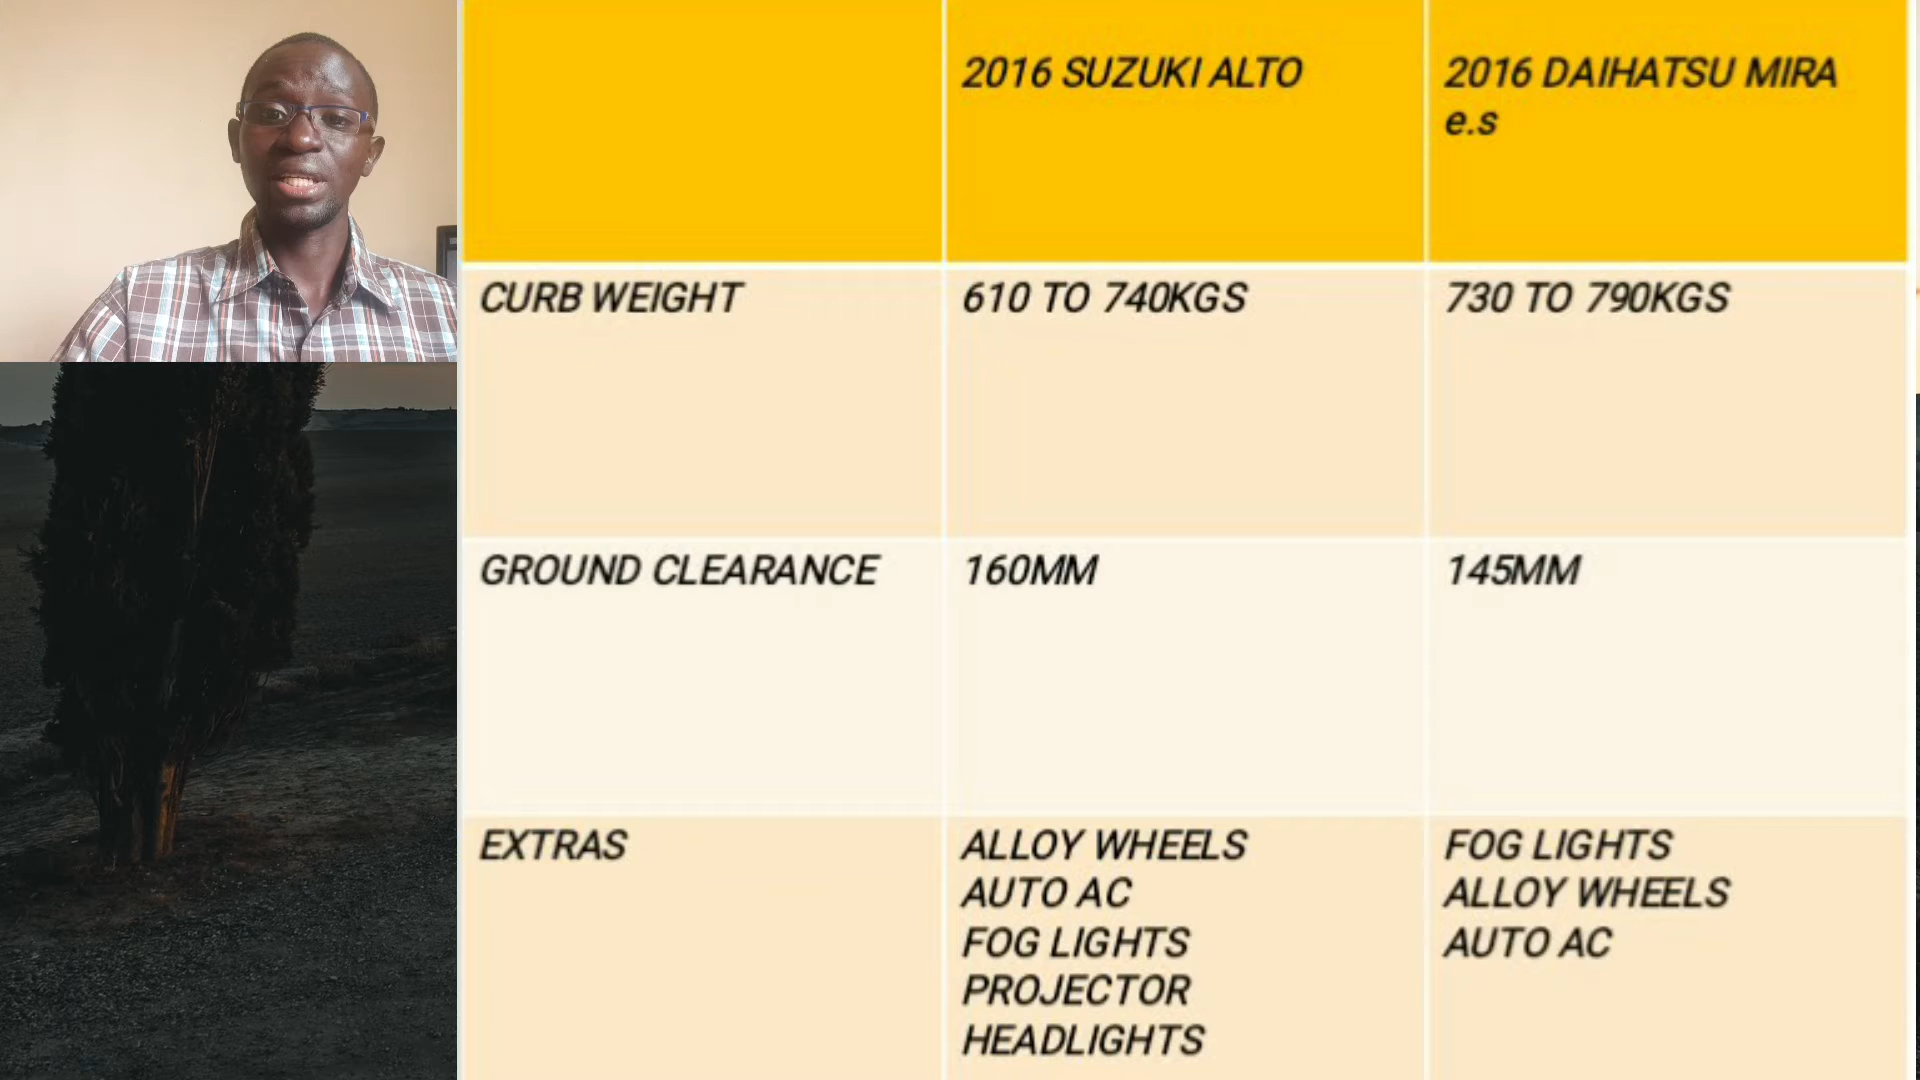 2016 SUZUKI ALTO
2016 DAIHATSU MIRA
e.s
CURB WEIGHT
610 TO 740KGS
730 TO 790KGS
GROUND CLEARANCE
160MM
145MM
EXTRAS
ALLOY WHEELS
AUTO AC
FOG LIGHTS
PROJECTOR
HEADLIGHTS
FOG LIGHTS
ALLOY WHEELS
AUTO AC